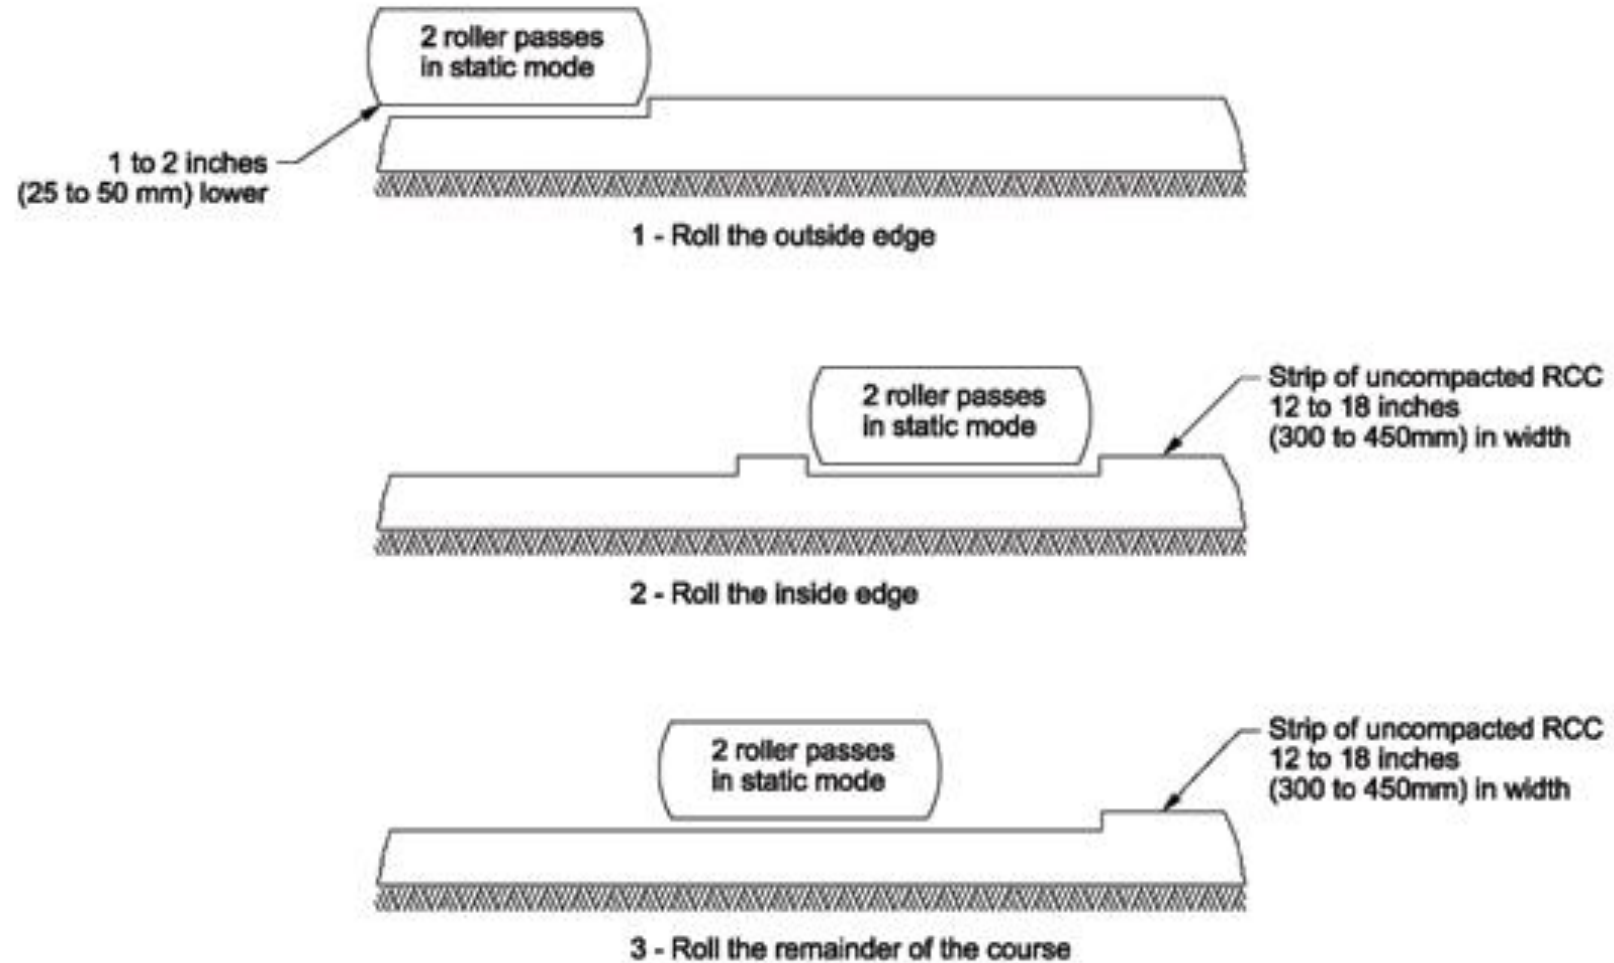 2 roller passes
in static mode
1 to 2 inches
(25 to 50 mm) lower
1 - Roll the outside edge
2 roller passes
in static mode
Strip of uncompacted RCC
12 to 18 inches
(300 to 450mm) in width
2 - Roll the inside edge
2 roller passes
in static mode
Strip of uncompacted RCC
12 to 18 inches
(300 to 450mm) in width
3 - Roll the remainder of the course